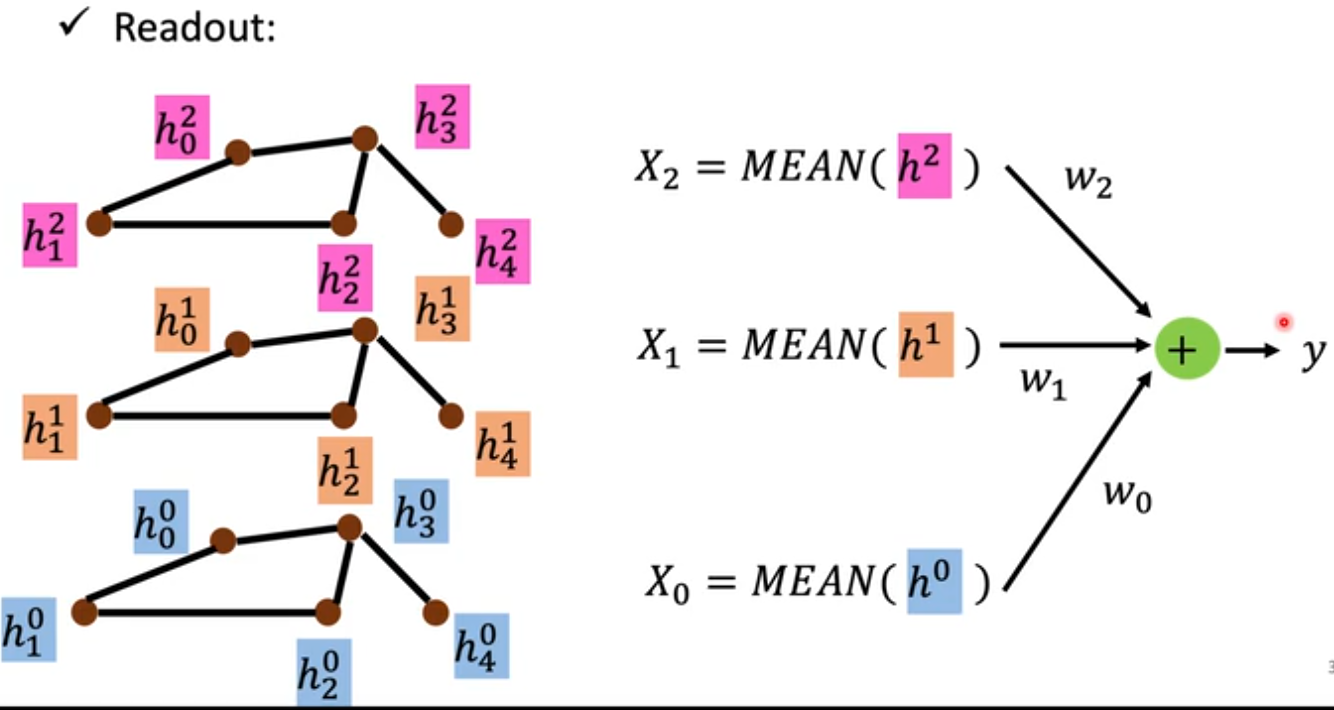 ✓ Readout:
h_0^2
h_3^2
h_1^2
h_2^2
h_4^2
h_0^1
h_3^1
h_1^1
h_2^1
h_4^1
h_0^0
h_3^0
h_1^0
h_2^0
h_4^0
X_2 = MEAN( h^2 )
w_2
X_1 = MEAN( h^1 )
w_1
+
y
w_0
X_0 = MEAN( h^0 )